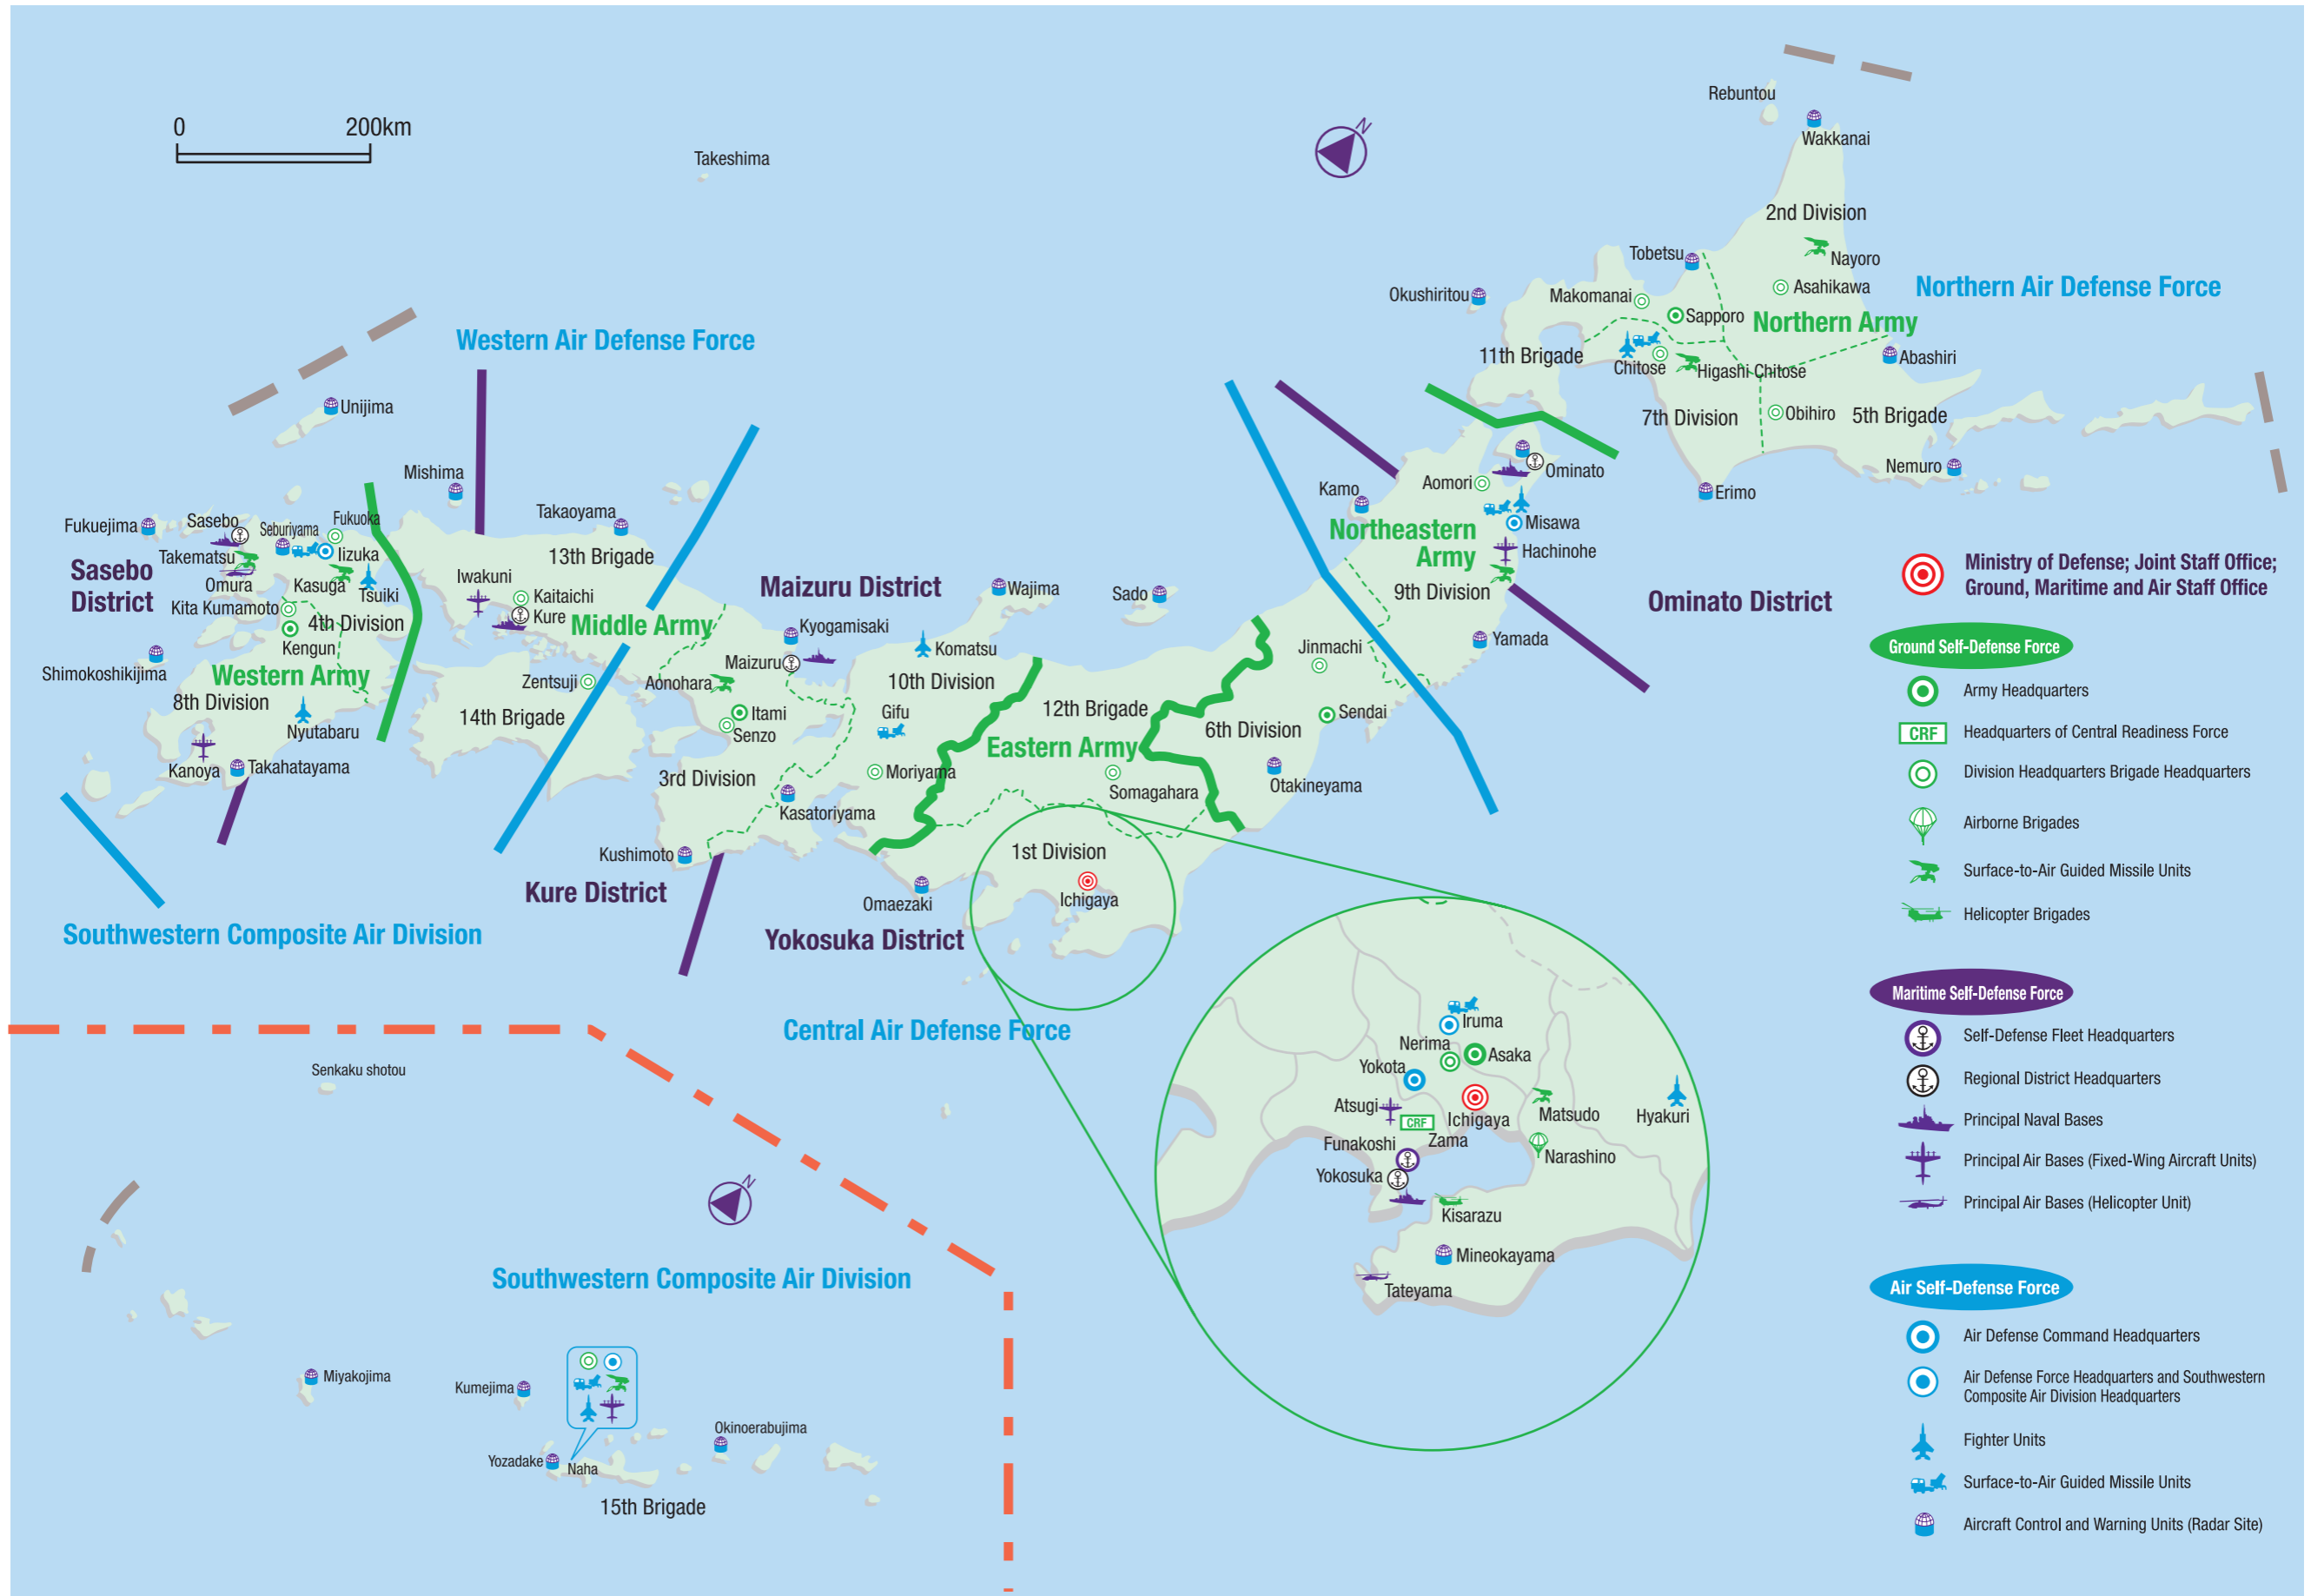 0 200km
Takeshima
N
Rebuntou
Wakkanai
2nd Division
Tobetsu
Nayoro
Okushiritou
Makomanai
Asahikawa
Northern Air Defense Force
Sapporo
Northern Army
11th Brigade
Abashiri
Chitose
Higashi Chitose
7th Division
Obihiro
5th Brigade
Nemuro
Erimo
Western Air Defense Force
Unijima
Mishima
Takaoyama
13th Brigade
Fukuejima
Sasebo
Seburiyama
Fukuoka
Iizuka
Takematsu
Omura
Kasuga
Tsuiki
Sasebo
District
Kita Kumamoto
4th Division
Kengun
Shimokoshikijima
Western Army
8th Division
Nyutabaru
Kanoya
Takahatayama
Iwakuni
Kaitaichi
Kure
Middle Army
Zentsuji
14th Brigade
Maizuru District
Wajima
Sado
Kyogamisaki
Komatsu
Maizuru
Aonohara
10th Division
Itami
Senzo
Gifu
12th Brigade
Eastern Army
3rd Division
Moriyama
Somagahara
Kasatoriyama
Kushimoto
Kure District
1st Division
Ichigaya
Omaezaki
Yokosuka District
Kamo
Aomori
Ominato
Northeastern
Army
Misawa
Hachinohe
9th Division
Ominato District
Yamada
Jinmachi
Sendai
6th Division
Otakineyama
Southwestern Composite Air Division
Central Air Defense Force
Senkaku shotou
N
Southwestern Composite Air Division
Miyakojima
Kumejima
Okinoerabujima
Yozadake
Naha
15th Brigade
Iruma
Nerima
Asaka
Yokota
Atsugi
CRF
Ichigaya
Matsudo
Hyakuri
Funakoshi
Zama
Narashino
Yokosuka
Kisarazu
Mineokayama
Tateyama
Ministry of Defense; Joint Staff Office;
Ground, Maritime and Air Staff Office
Ground Self-Defense Force
Army Headquarters
CRF Headquarters of Central Readiness Force
Division Headquarters Brigade Headquarters
Airborne Brigades
Surface-to-Air Guided Missile Units
Helicopter Brigades
Maritime Self-Defense Force
Self-Defense Fleet Headquarters
Regional District Headquarters
Principal Naval Bases
Principal Air Bases (Fixed-Wing Aircraft Units)
Principal Air Bases (Helicopter Unit)
Air Self-Defense Force
Air Defense Command Headquarters
Air Defense Force Headquarters and Southwestern
Composite Air Division Headquarters
Fighter Units
Surface-to-Air Guided Missile Units
Aircraft Control and Warning Units (Radar Site)